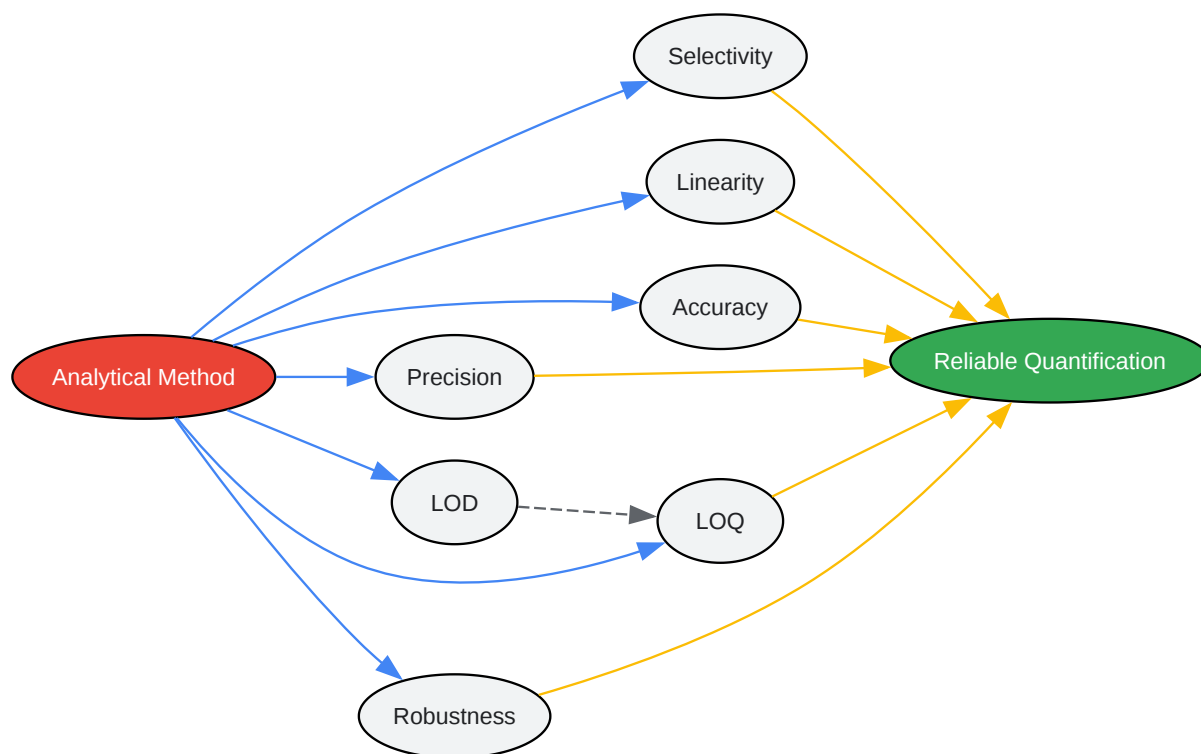 Selectivity
Linearity
Accuracy
Reliable Quantification
Analytical Method
Precision
LOD
LOQ
Robustness